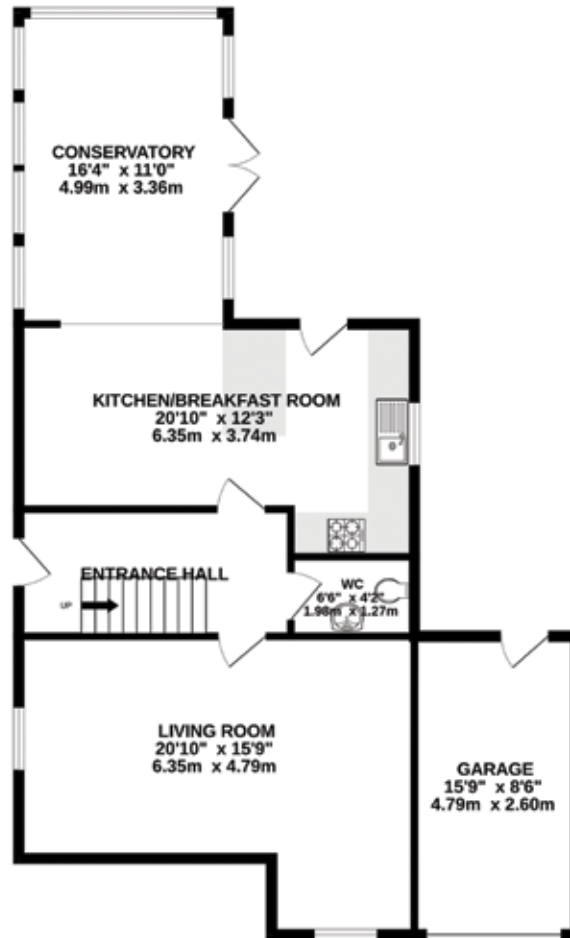 CONSERVATORY
16'4" x 11'0"
4.99m x 3.36m
KITCHEN/BREAKFAST ROOM
20'10" x 12'3"
6.35m x 3.74m
ENTRANCE HALL
UP
WC
6'6" x 4'2"
1.98m x 1.27m
LIVING ROOM
20'10" x 15'9"
6.35m x 4.79m
GARAGE
15'9" x 8'6"
4.79m x 2.60m